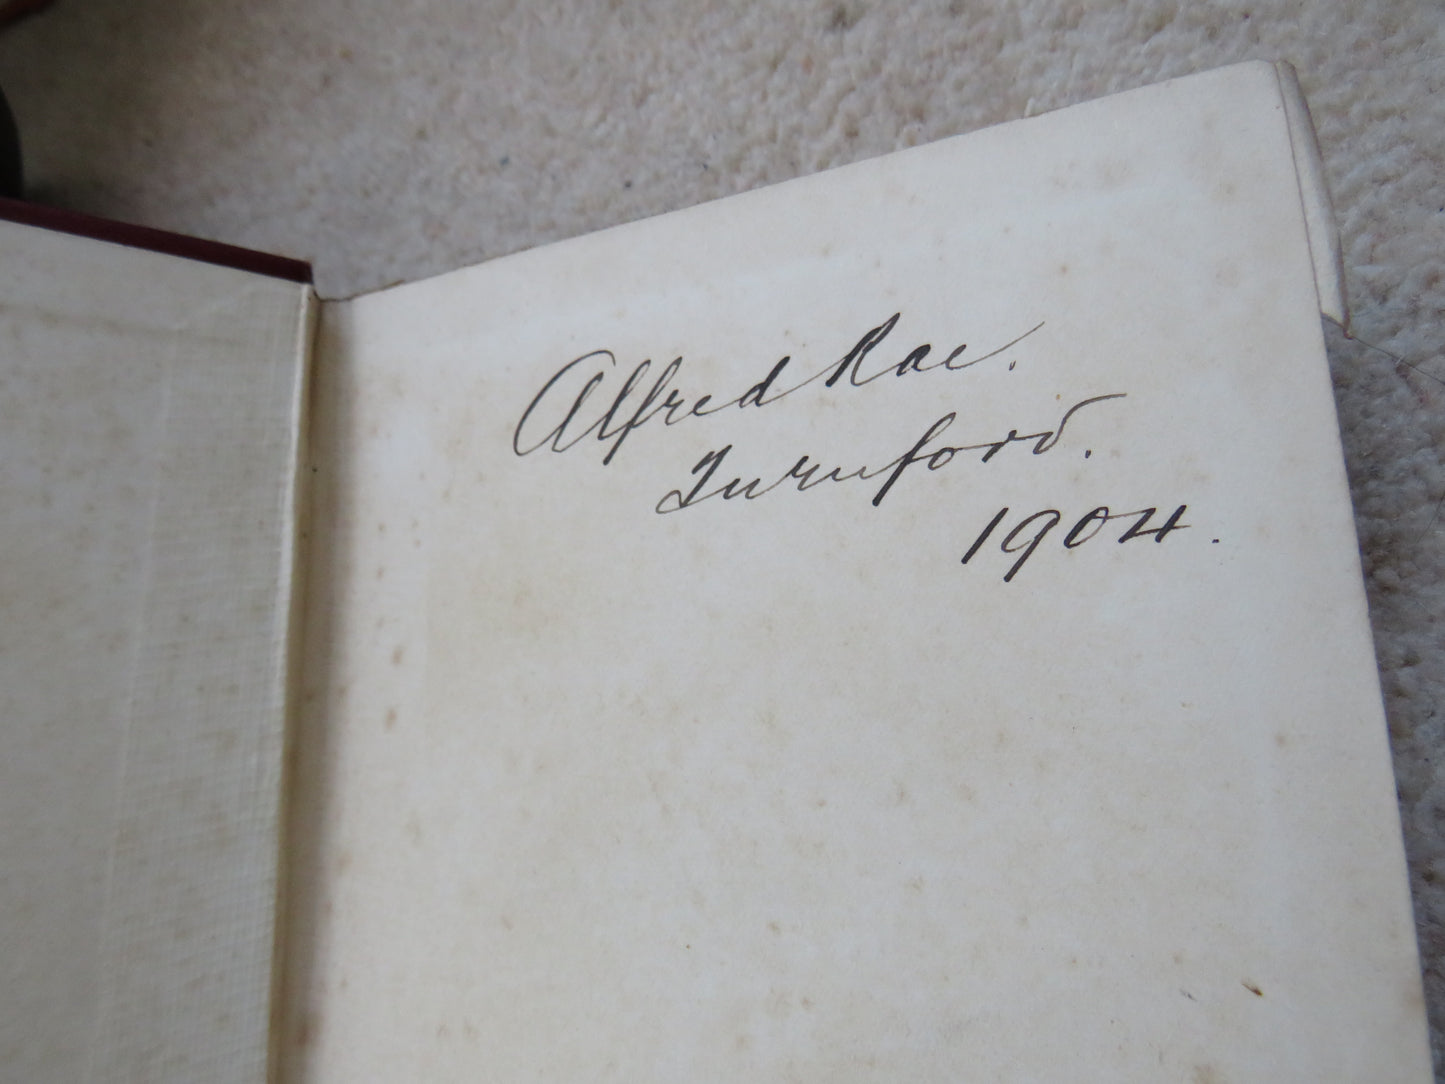 Alfred Rae.
Turnford.
1904.